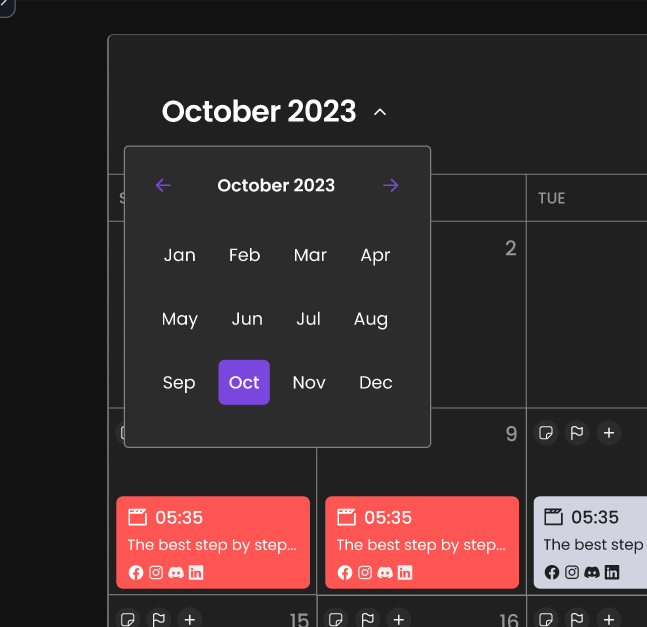 October 2023
October 2023
TUE
Jan Feb Mar Apr
2
May Jun Jul Aug
Sep Oct Nov Dec
9
05:35 05:35 05:35
The best step by step... The best step by step... The best step
15 16